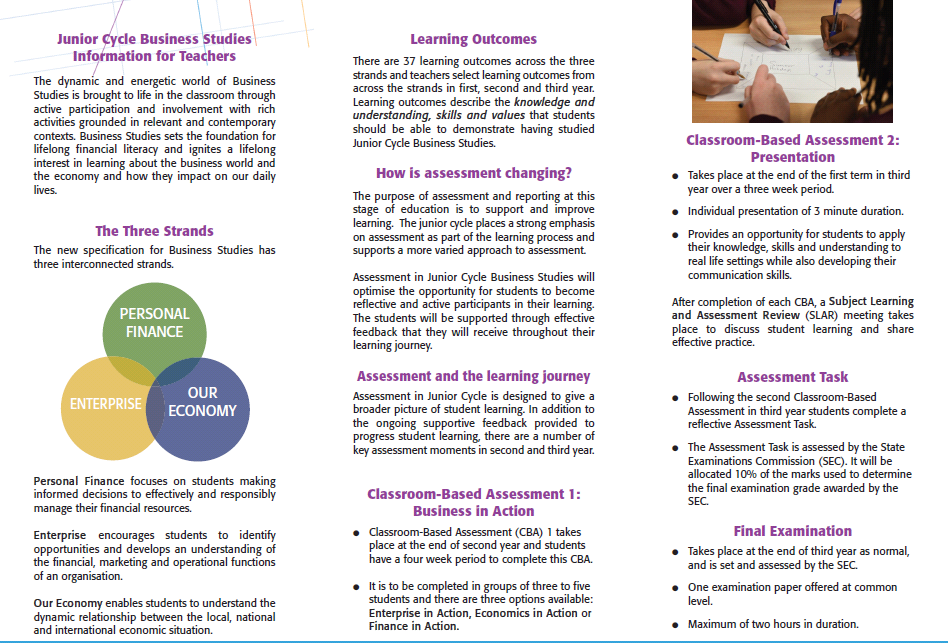 Junior Cycle Business Studies
Information for Teachers
The dynamic and energetic world of Business
Studies is brought to life in the classroom through
active participation and involvement with rich
activities grounded in relevant and contemporary
contexts. Business Studies sets the foundation for
lifelong financial literacy and ignites a lifelong
interest in learning about the business world and
the economy and how they impact on our daily
lives.
The Three Strands
The new specification for Business Studies has
three interconnected strands.
PERSONAL
FINANCE
ENTERPRISE
OUR
ECONOMY
Personal Finance focuses on students making
informed decisions to effectively and responsibly
manage their financial resources.
Enterprise encourages students to identify
opportunities and develop an understanding of
the financial, marketing and operational functions
of an organisation.
Our Economy enables students to understand the
dynamic relationship between the local, national
and international economic situation.
Learning Outcomes
There are 37 learning outcomes across the three
strands and teachers select learning outcomes from
across the strands in first, second and third year.
Learning outcomes describe the knowledge and
understanding, skills and values that students
should be able to demonstrate having studied
Junior Cycle Business Studies.
How is assessment changing?
The purpose of assessment and reporting at this
stage of education is to support and improve
learning. The junior cycle places a strong emphasis
on assessment as part of the learning process and
supports a more varied approach to assessment.
Assessment in Junior Cycle Business Studies will
optimise the opportunity for students to become
reflective and active participants in their learning.
The students will be supported through effective
feedback that they will receive throughout their
learning journey.
Assessment and the learning journey
Assessment in Junior Cycle is designed to give a
broader picture of student learning. In addition to
the ongoing supportive feedback provided to
progress student learning, there are a number of
key assessment moments in second and third year.
Classroom-Based Assessment 1:
Business in Action
● Classroom-Based Assessment (CBA) 1 takes
place at the end of second year and students
have a four week period to complete this CBA.
● It is to be completed in groups of three to five
students and there are three options available:
Enterprise in Action, Economics in Action or
Finance in Action.
Classroom-Based Assessment 2:
Presentation
● Takes place at the end of the first term in third
year over a three week period.
● Individual presentation of 3 minute duration.
● Provides an opportunity for students to apply
their knowledge, skills and understanding to
real life settings while also developing their
communication skills.
After completion of each CBA, a Subject Learning
and Assessment Review (SLAR) meeting takes
place to discuss student learning and share
effective practice.
Assessment Task
● Following the second Classroom-Based
Assessment in third year students complete a
reflective Assessment Task.
● The Assessment Task is assessed by the State
Examinations Commission (SEC). It will be
allocated 10% of the marks used to determine
the final examination grade awarded by the
SEC.
Final Examination
● Takes place at the end of third year as normal,
and is set and assessed by the SEC.
● One examination paper offered at common
level.
● Maximum of two hours in duration.